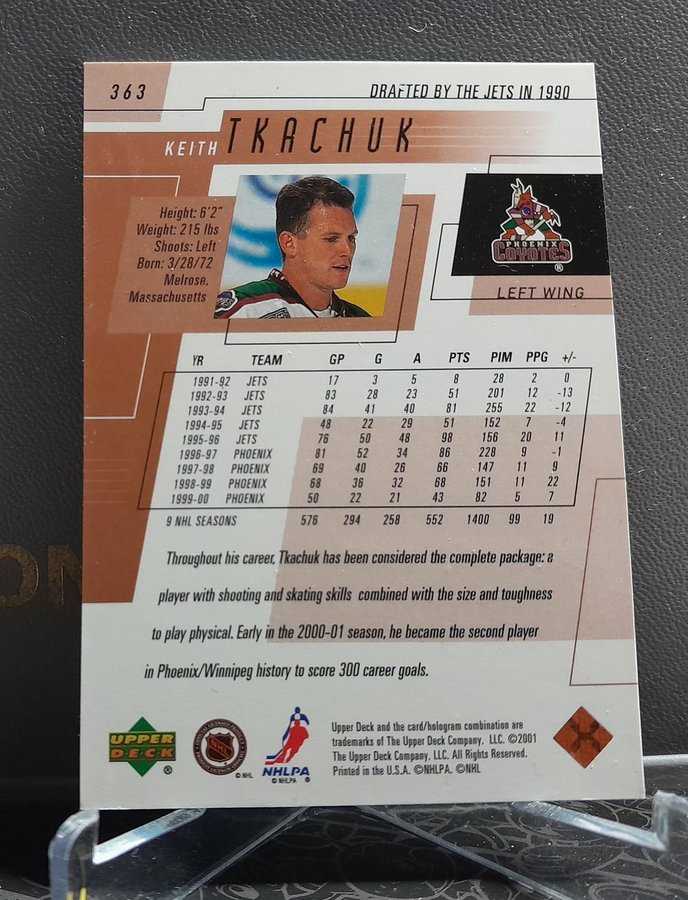 363 DRAFTED BY THE JETS IN 1990
KEITH TKACHUK
Height: 6'2"
Weight: 215 lbs
Shoots: Left
Born: 3/28/72
Melrose,
Massachusetts
PHOENIX
COYOTES
®
LEFT WING
YR TEAM GP G A PTS PIM PPG +/-
1991-92 JETS 17 3 5 8 28 2 0
1992-93 JETS 83 28 23 51 201 12 -13
1993-94 JETS 84 41 40 81 255 22 -12
1994-95 JETS 48 22 29 51 152 7 -4
1995-96 JETS 76 50 48 98 156 20 11
1996-97 PHOENIX 81 52 34 86 228 9 -1
1997-98 PHOENIX 69 40 26 66 147 11 9
1998-99 PHOENIX 68 36 32 68 151 11 22
1999-00 PHOENIX 50 22 21 43 82 5 7
9 NHL SEASONS 576 294 258 552 1400 99 19
Throughout his career, Tkachuk has been considered the complete package: a
player with shooting and skating skills combined with the size and toughness
to play physical. Early in the 2000-01 season, he became the second player
in Phoenix/Winnipeg history to score 300 career goals.
UPPER
DECK
®
NHL
© NHL
NHLPA
© NHLPA
Upper Deck and the card/hologram combination are
trademarks of The Upper Deck Company, LLC. ©2001
The Upper Deck Company, LLC. All Rights Reserved.
Printed in the U.S.A. ©NHLPA. ©NHL
ON